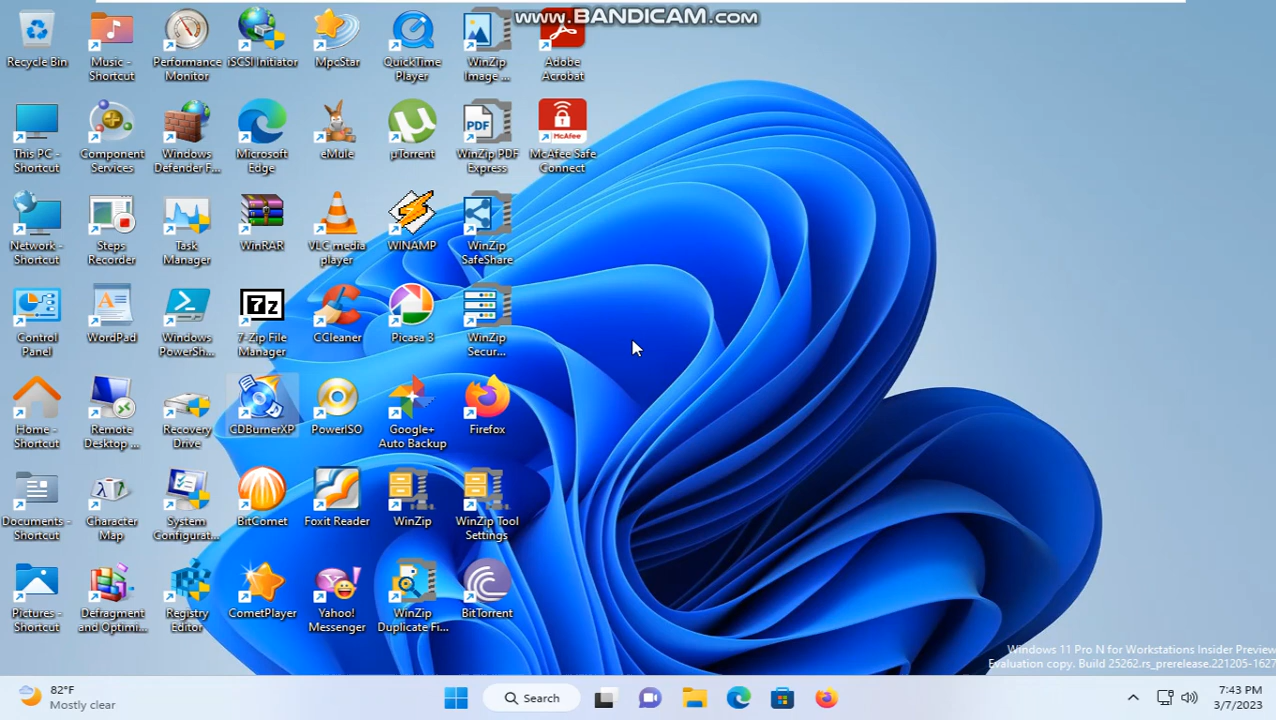 www.BANDICAM.com
Recycle Bin
Music -
Shortcut
Performance
Monitor
iSCSI Initiator
MpcStar
QuickTime
Player
WinZip
Image ...
Adobe
Acrobat
This PC -
Shortcut
Component
Services
Windows
Defender F...
Microsoft
Edge
eMule
µTorrent
PDF
WinZip PDF
Express
McAfee
McAfee Safe
Connect
Network -
Shortcut
Steps
Recorder
Task
Manager
WinRAR
VLC media
player
WINAMP
WinZip
SafeShare
Control
Panel
WordPad
Windows
PowerSh...
7z
7-Zip File
Manager
CCleaner
Picasa 3
WinZip
Secur...
Home -
Shortcut
Remote
Desktop ...
Recovery
Drive
CDBurnerXP
PowerISO
Google+
Auto Backup
Firefox
Documents -
Shortcut
Character
Map
System
Configurat...
BitComet
Foxit Reader
WinZip
WinZip Tool
Settings
Pictures -
Shortcut
Defragment
and Optimi...
Registry
Editor
CometPlayer
Yahoo!
Messenger
WinZip
Duplicate Fi...
BitTorrent
Windows 11 Pro N for Workstations Insider Preview
Evaluation copy. Build 25262.rs_prerelease.221205-1627
82°F
Mostly clear
Search
7:43 PM
3/7/2023